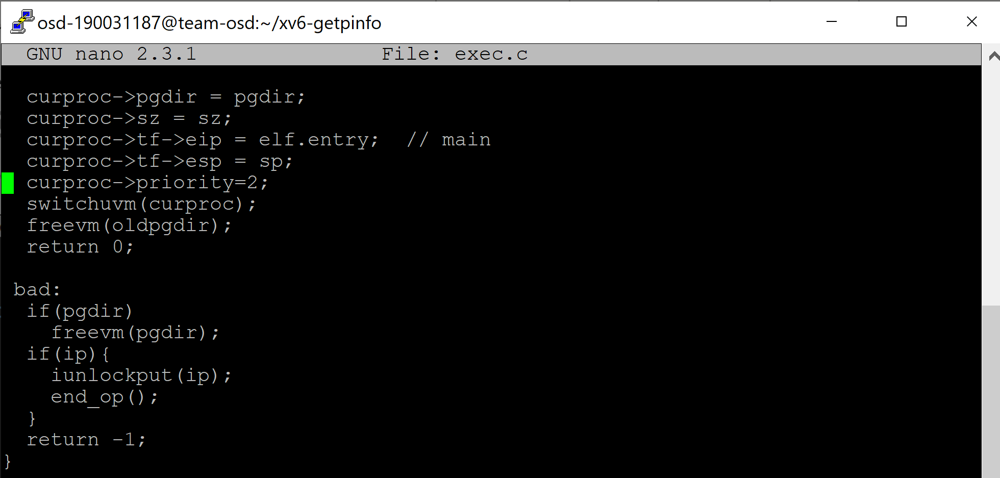 osd-190031187@team-osd:~/xv6-getpinfo
GNU nano 2.3.1 File: exec.c
curproc->pgdir = pgdir;
curproc->sz = sz;
curproc->tf->eip = elf.entry;  // main
curproc->tf->esp = sp;
curproc->priority=2;
switchuvm(curproc);
freevm(oldpgdir);
return 0;
bad:
if(pgdir)
freevm(pgdir);
if(ip){
iunlockput(ip);
end_op();
}
return -1;
}